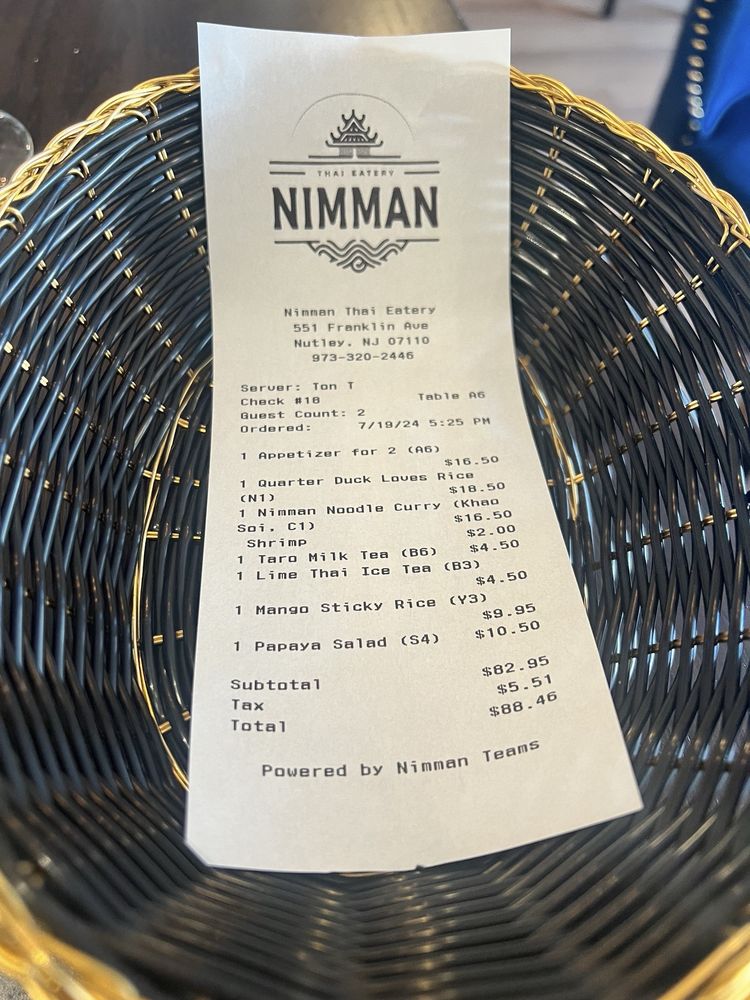 THAI EATERY
NIMMAN
Nimman Thai Eatery
551 Franklin Ave
Nutley, NJ 07110
973-320-2446
Server: Ton T
Check #18 Table A6
Guest Count: 2
Ordered: 7/19/24 5:25 PM
1 Appetizer for 2 (A6)
$16.50
1 Quarter Duck Loves Rice
(N1) $18.50
1 Nimman Noodle Curry (Khao
Soi, C1) $16.50
Shrimp $2.00
1 Taro Milk Tea (B6) $4.50
1 Lime Thai Ice Tea (B3)
$4.50
1 Mango Sticky Rice (Y3)
$9.95
1 Papaya Salad (S4) $10.50
Subtotal $82.95
Tax $5.51
Total $88.46
Powered by Nimman Teams